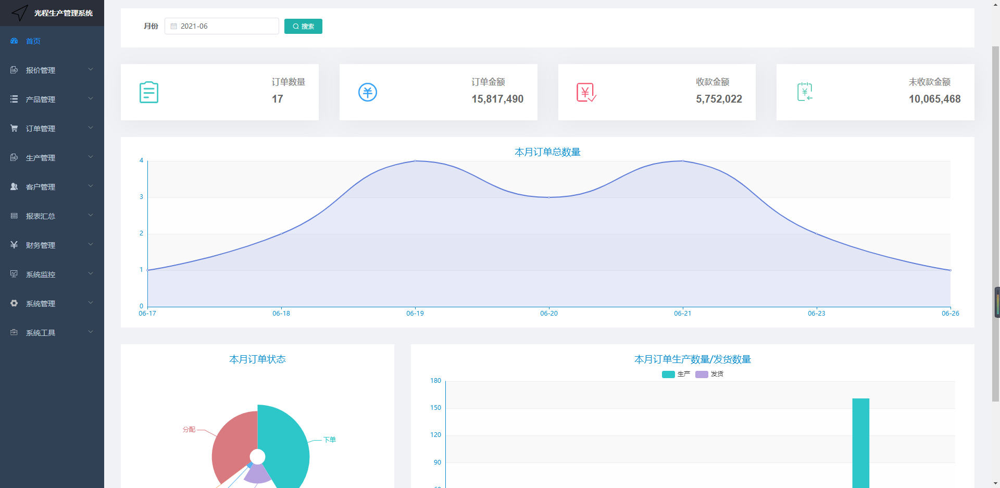 光程生产管理系统
首页
报价管理
产品管理
订单管理
生产管理
客户管理
报表汇总
财务管理
系统监控
系统管理
系统工具
月份
2021-06
搜索
订单数量
17
订单金额
15,817,490
收款金额
5,752,022
未收款金额
10,065,468
本月订单总数量
4
3
2
1
0
06-17
06-18
06-19
06-20
06-21
06-23
06-26
本月订单状态
分配
下单
本月订单生产数量/发货数量
生产
发货
180
150
120
90